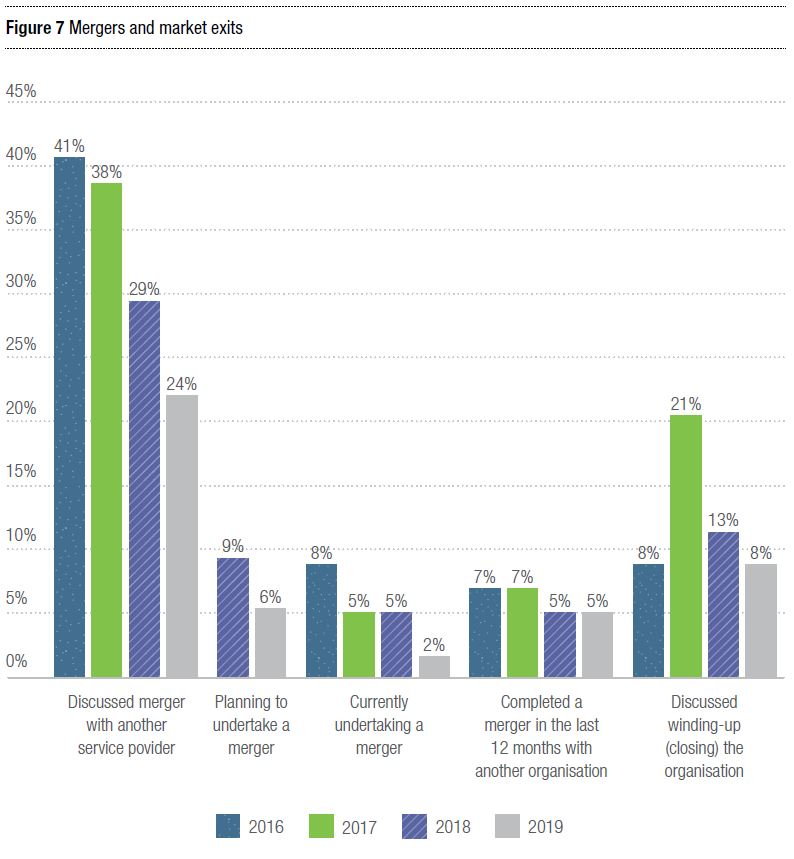 Figure 7 Mergers and market exits
45%
40%
35%
30%
25%
20%
15%
10%
5%
0%
41%
38%
29%
24%
9%
6%
8%
5%
5%
2%
7%
7%
5%
5%
8%
21%
13%
8%
Discussed merger
with another
service povider
Planning to
undertake a
merger
Currently
undertaking a
merger
Completed a
merger in the last
12 months with
another organisation
Discussed
winding-up
(closing) the
organisation
2016
2017
2018
2019